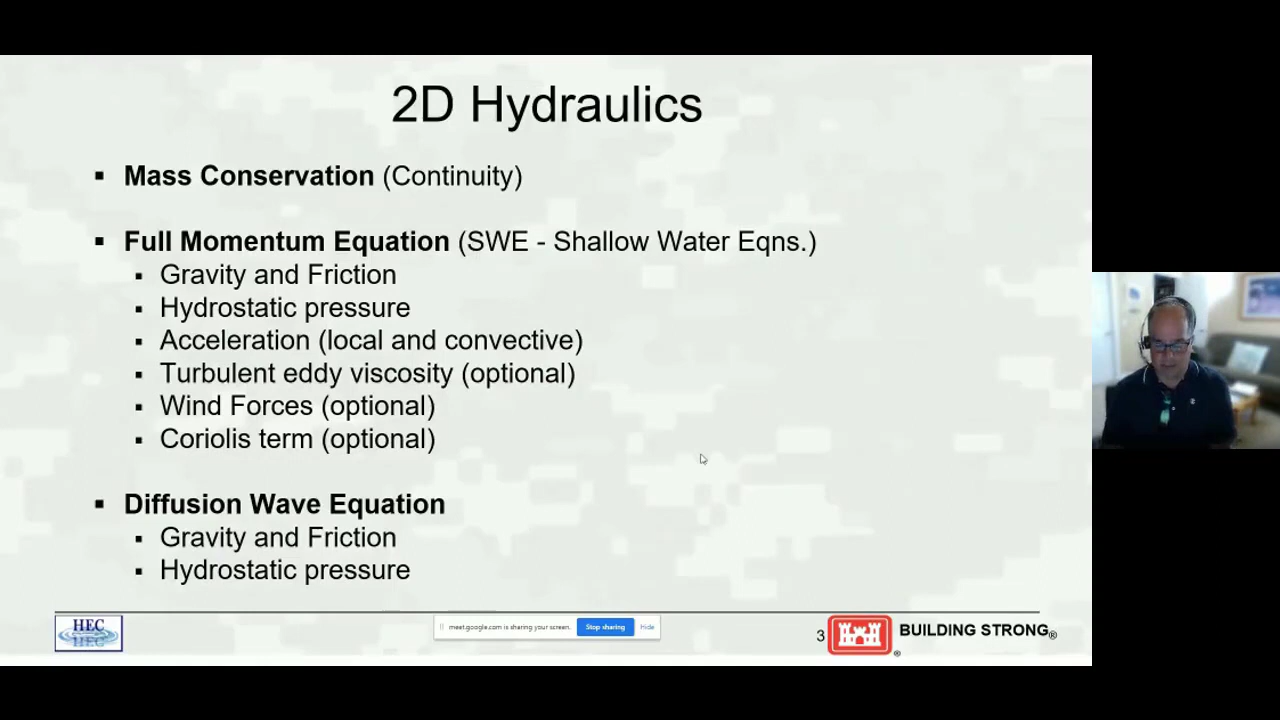 2D Hydraulics
▪ Mass Conservation (Continuity)
▪ Full Momentum Equation (SWE - Shallow Water Eqns.)
▪ Gravity and Friction
▪ Hydrostatic pressure
▪ Acceleration (local and convective)
▪ Turbulent eddy viscosity (optional)
▪ Wind Forces (optional)
▪ Coriolis term (optional)
▪ Diffusion Wave Equation
▪ Gravity and Friction
▪ Hydrostatic pressure
HEC
meet.google.com is sharing your screen. Stop sharing Hide
3
BUILDING STRONG®
®